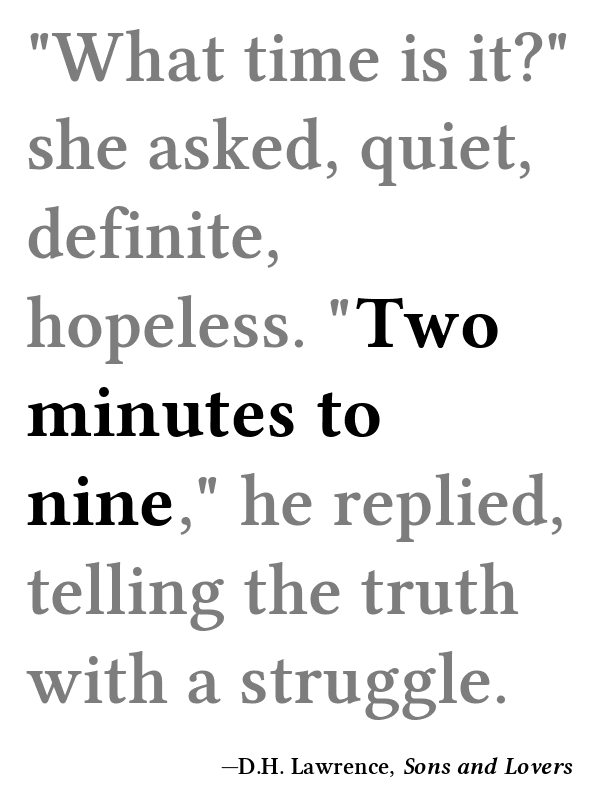 "What time is it?"
she asked, quiet,
definite,
hopeless. "Two
minutes to
nine," he replied,
telling the truth
with a struggle.
—D.H. Lawrence, Sons and Lovers